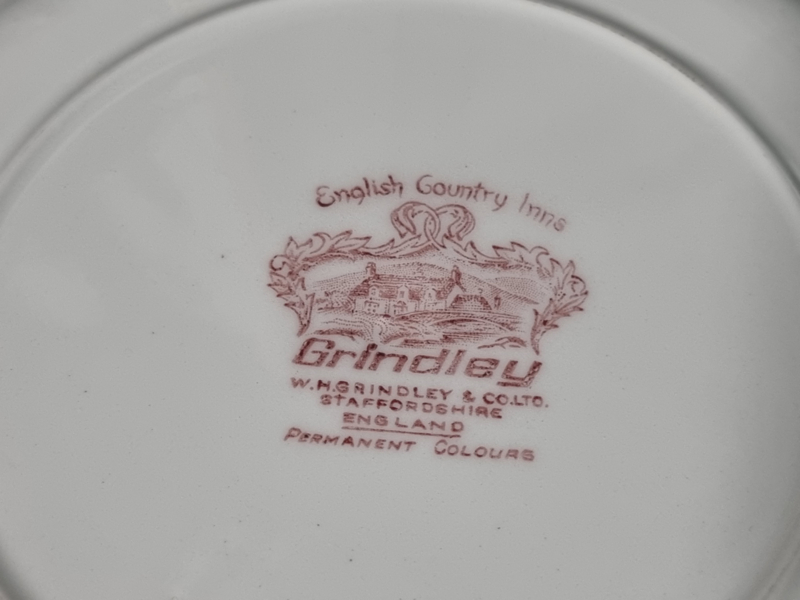 English Country Inns
Grindley
W.H.GRINDLEY & CO.LTD.
STAFFORDSHIRE
ENGLAND
PERMANENT COLOURS